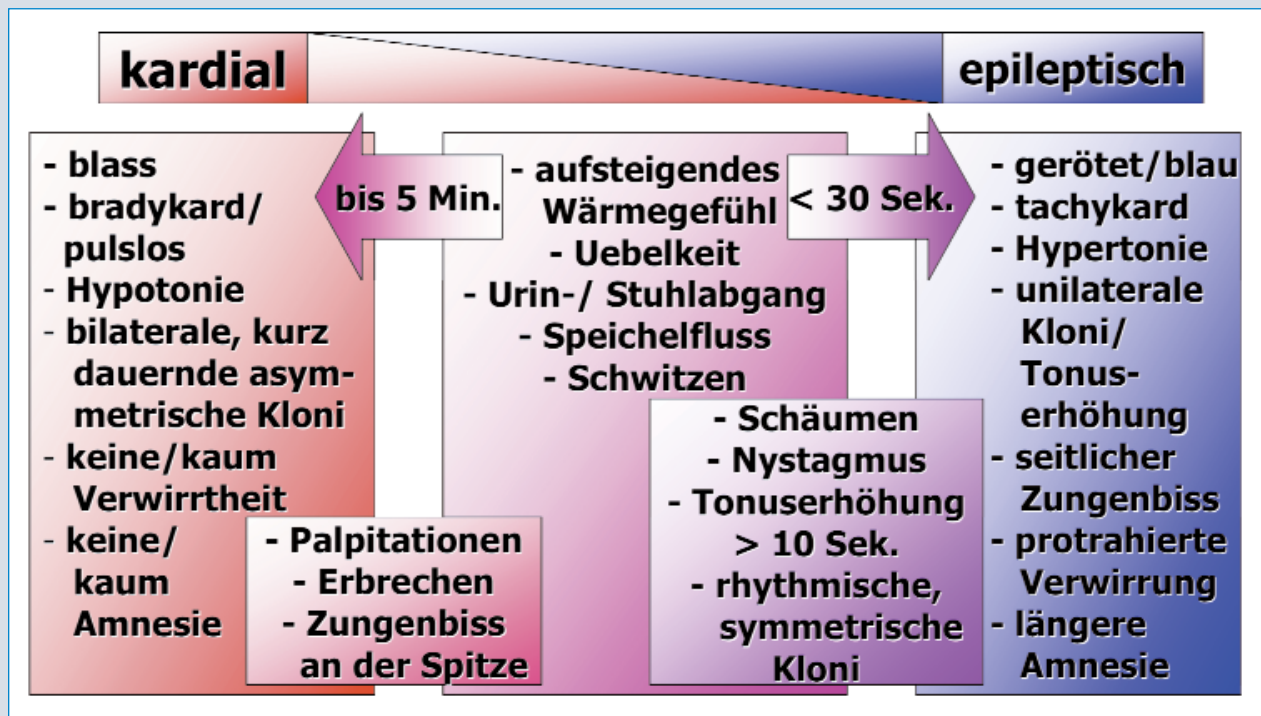 kardial
epileptisch
- blass
- bradykard/
pulslos
- Hypotonie
- bilaterale, kurz
dauernde asym-
metrische Kloni
- keine/kaum
Verwirrtheit
- keine/
kaum
Amnesie
bis 5 Min.
- Palpitationen
- Erbrechen
- Zungenbiss
an der Spitze
- aufsteigendes
Wärmegefühl
- Uebelkeit
- Urin-/ Stuhlabgang
- Speichelfluss
- Schwitzen
< 30 Sek.
- Schäumen
- Nystagmus
- Tonuserhöhung
> 10 Sek.
- rhythmische,
symmetrische
Kloni
- gerötet/blau
- tachykard
- Hypertonie
- unilaterale
Kloni/
Tonus-
erhöhung
- seitlicher
Zungenbiss
- protrahierte
Verwirrung
- längere
Amnesie